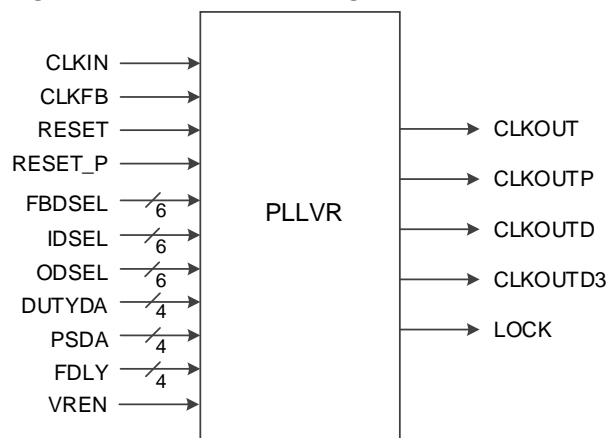 CLKIN
CLKFB
RESET
RESET_P
FBDSEL 6
IDSEL 6
ODSEL 6
DUTYDA 4
PSDA 4
FDLY 4
VREN
PLLVR
CLKOUT
CLKOUTP
CLKOUTD
CLKOUTD3
LOCK